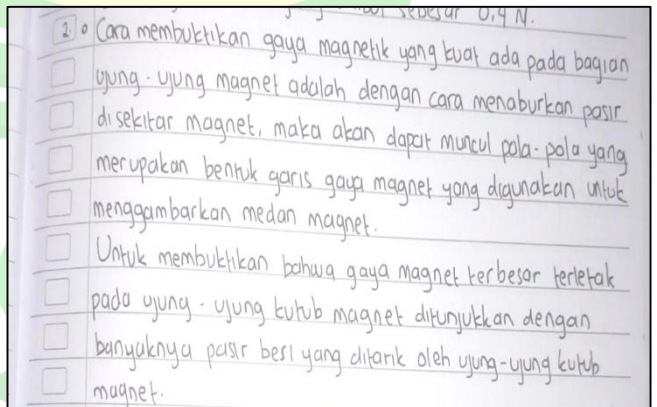 sebesar 0,4 N.
2. Cara membuktikan gaya magnetik yang kuat ada pada bagian
ujung-ujung magnet adalah dengan cara menaburkan pasir
disekitar magnet, maka akan dapat muncul pola-pola yang
merupakan bentuk garis gaya magnet yang digunakan untuk
menggambarkan medan magnet.
Untuk membuktikan bahwa gaya magnet terbesar terletak
pada ujung-ujung kutub magnet ditunjukkan dengan
banyaknya pasir besi yang ditarik oleh ujung-ujung kutub
magnet.